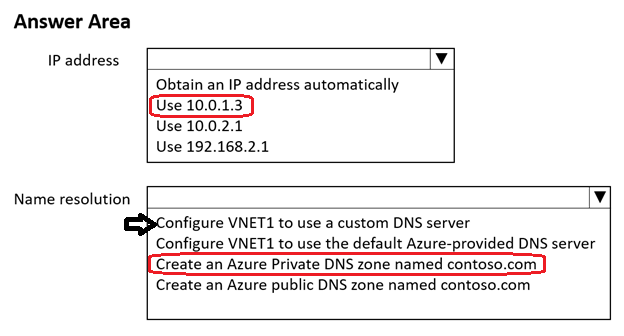 Answer Area
IP address
Obtain an IP address automatically
Use 10.0.1.3
Use 10.0.2.1
Use 192.168.2.1
Name resolution
Configure VNET1 to use a custom DNS server
Configure VNET1 to use the default Azure-provided DNS server
Create an Azure Private DNS zone named contoso.com
Create an Azure public DNS zone named contoso.com